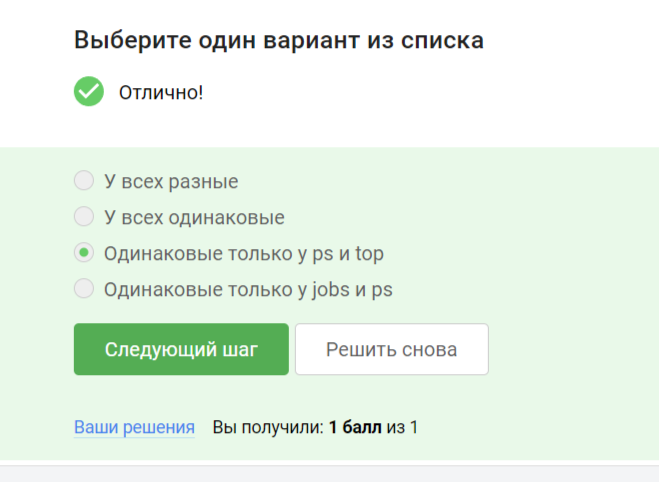 Выберите один вариант из списка
Отлично!
У всех разные
У всех одинаковые
Одинаковые только у ps и top
Одинаковые только у jobs и ps
Следующий шаг Решить снова
Ваши решения Вы получили: 1 балл из 1